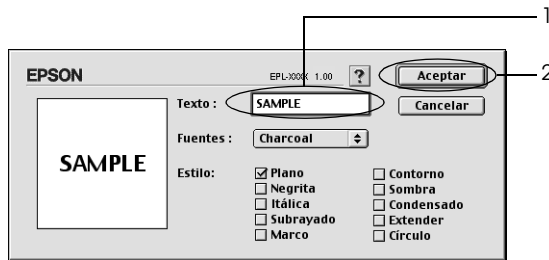 1
EPSON
EPL-XXXX 1.00
?
Aceptar
2
Texto :
SAMPLE
Cancelar
Fuentes :
Charcoal
SAMPLE
Estilo:
Plano
Contorno
Negrita
Sombra
Itálica
Condensado
Subrayado
Extender
Marco
Círculo